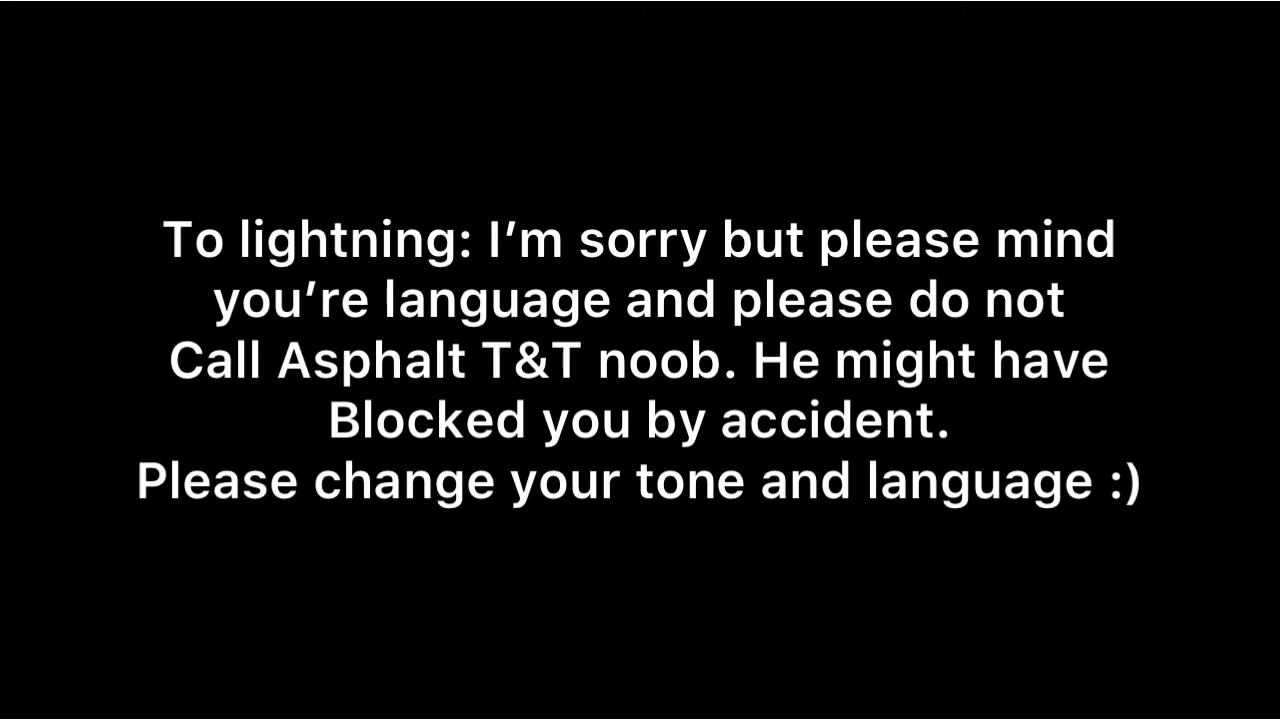 To lightning: I’m sorry but please mind
you’re language and please do not
Call Asphalt T&T noob. He might have
Blocked you by accident.
Please change your tone and language :)